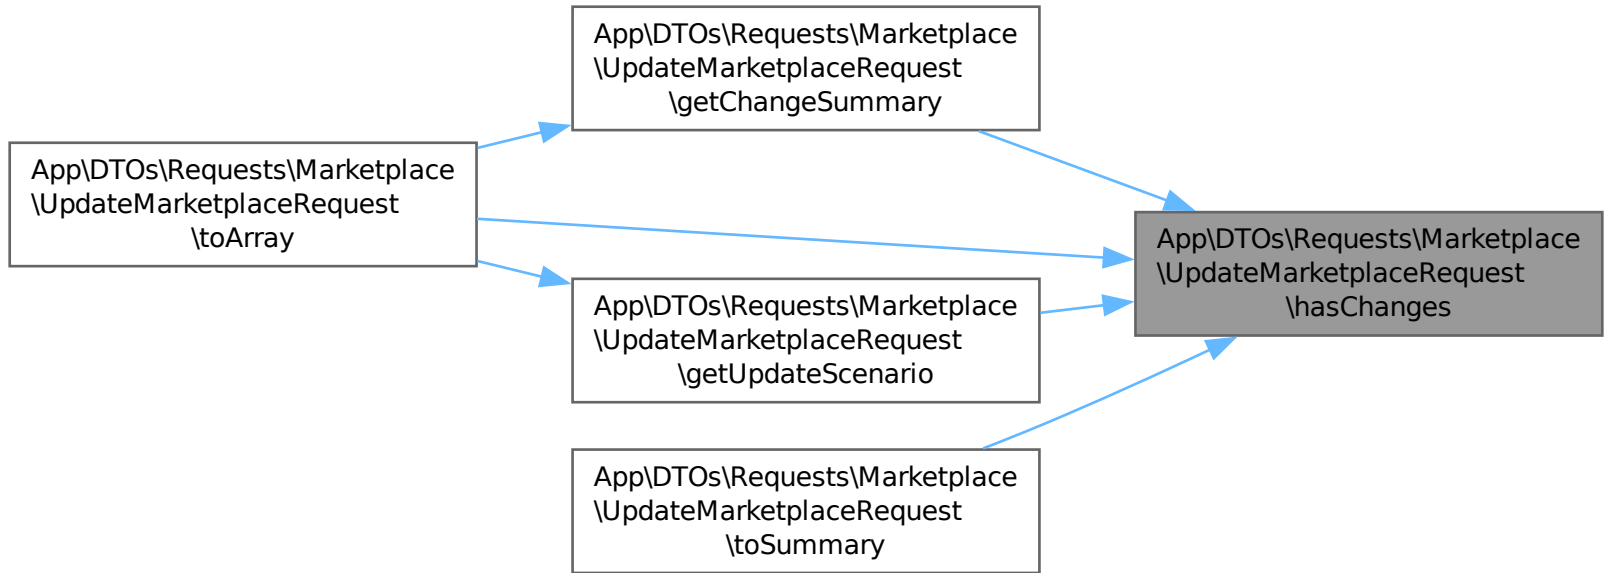 App\DTOs\Requests\Marketplace
\UpdateMarketplaceRequest
\getChangeSummary
App\DTOs\Requests\Marketplace
\UpdateMarketplaceRequest
\toArray
App\DTOs\Requests\Marketplace
\UpdateMarketplaceRequest
\hasChanges
App\DTOs\Requests\Marketplace
\UpdateMarketplaceRequest
\getUpdateScenario
App\DTOs\Requests\Marketplace
\UpdateMarketplaceRequest
\toSummary